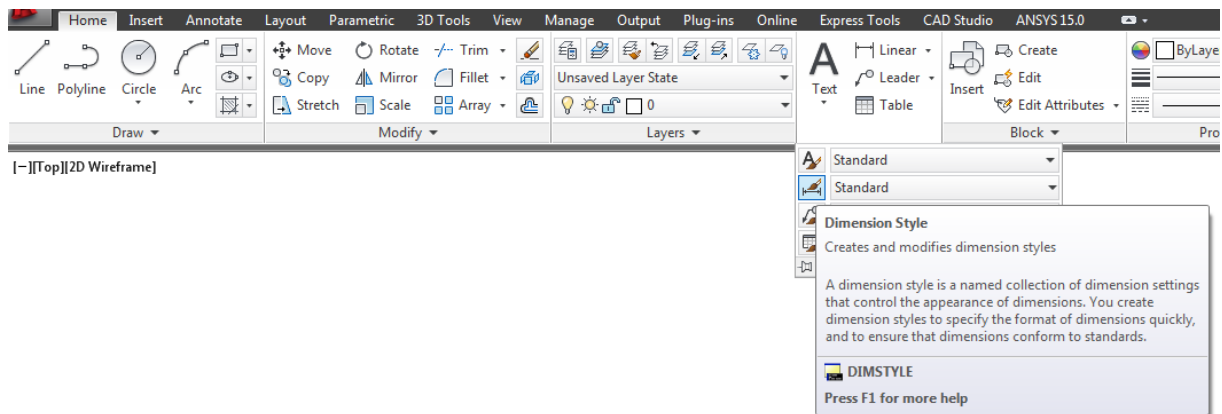 Home Insert Annotate Layout Parametric 3D Tools View Manage Output Plug-ins Online Express Tools CAD Studio ANSYS 15.0
Move Rotate Trim Linear Create ByLaye
Copy Mirror Fillet Unsaved Layer State Leader Edit
Line Polyline Circle Arc Text Insert
Stretch Scale Array 0 Table Edit Attributes
Draw Modify Layers Block Pro
[−][Top][2D Wireframe]
Standard
Standard
Dimension Style
Creates and modifies dimension styles
A dimension style is a named collection of dimension settings
that control the appearance of dimensions. You create
dimension styles to specify the format of dimensions quickly,
and to ensure that dimensions conform to standards.
DIMSTYLE
Press F1 for more help